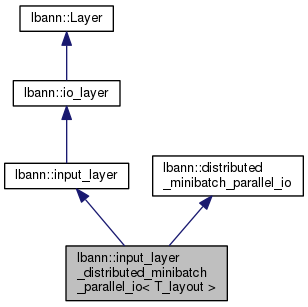 lbann::Layer
lbann::io_layer
lbann::input_layer
lbann::distributed
_minibatch_parallel_io
lbann::input_layer
_distributed_minibatch
_parallel_io< T_layout >